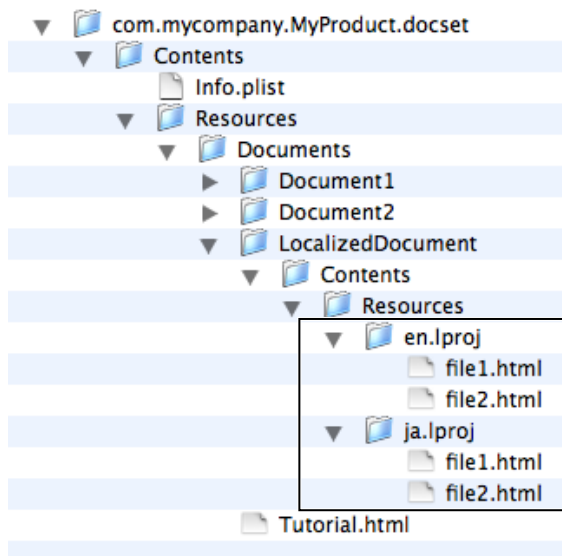 com.mycompany.MyProduct.docset
Contents
Info.plist
Resources
Documents
Document1
Document2
LocalizedDocument
Contents
Resources
en.lproj
file1.html
file2.html
ja.lproj
file1.html
file2.html
Tutorial.html